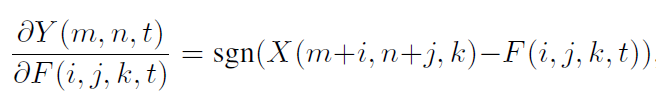 ∂Y(m, n, t) / ∂F(i, j, k, t) = sgn(X(m+i, n+j, k)−F(i, j, k, t)).